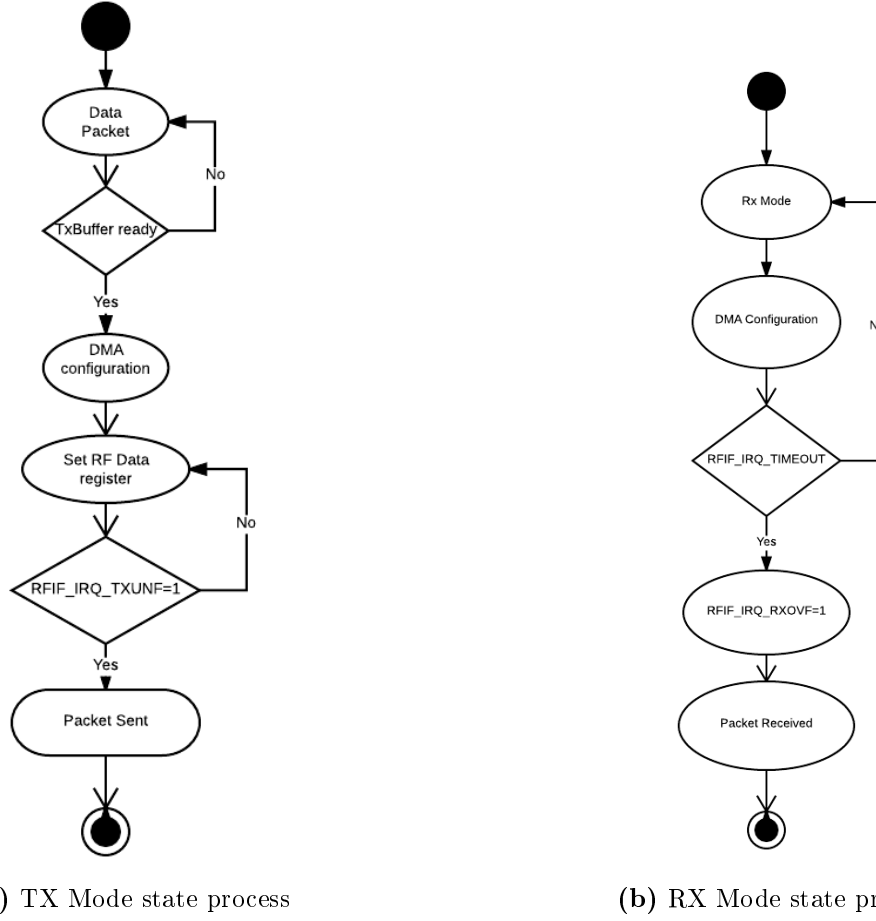 Data
Packet
No
TxBuffer ready
Yes
DMA
configuration
Set RF Data
register
No
RFIF_IRQ_TXUNF=1
Yes
Packet Sent
) TX Mode state process
Rx Mode
DMA Configuration
N
RFIF_IRQ_TIMEOUT
Yes
RFIF_IRQ_RXOVF=1
Packet Received
(b) RX Mode state pr